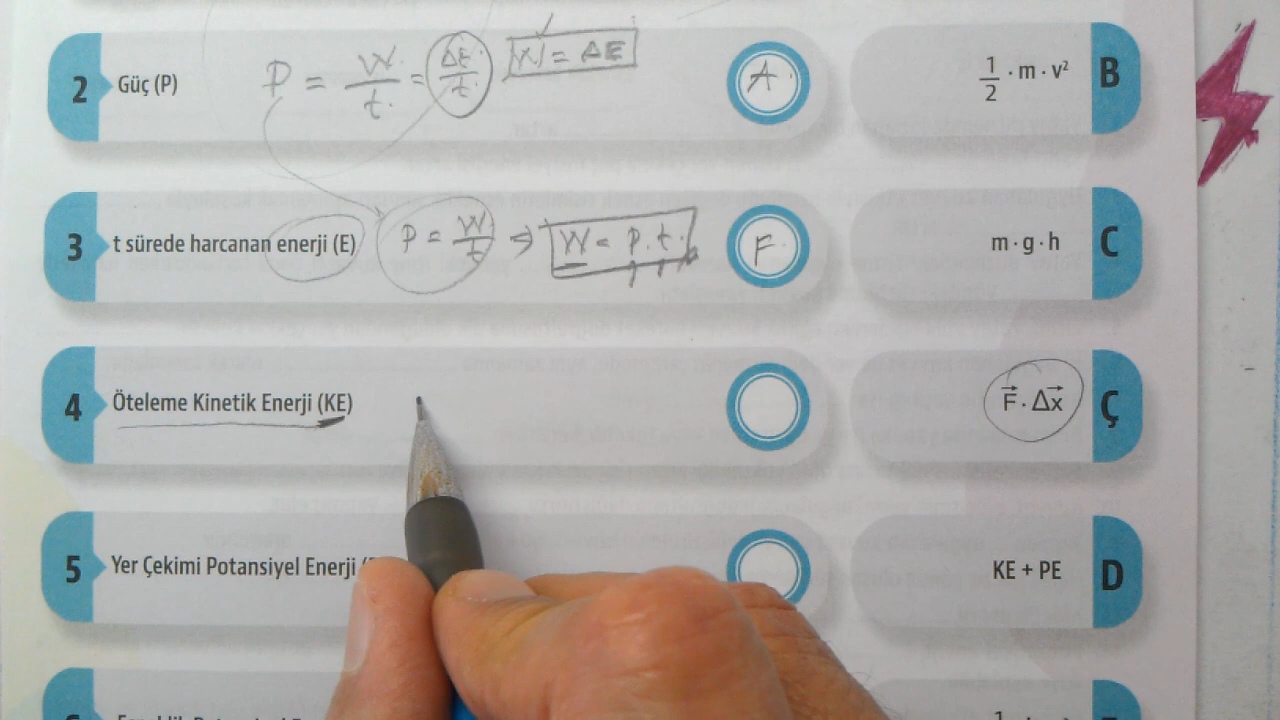 2 Güç (P) P = W/t. = ΔE/t. W = ΔE A. 1/2 · m · v² B
3 t sürede harcanan enerji (E) P = W/t ⇒ W = P. t. F. m · g · h C
4 Öteleme Kinetik Enerji (KE) F⃗ · Δx⃗ Ç
5 Yer Çekimi Potansiyel Enerji KE + PE D